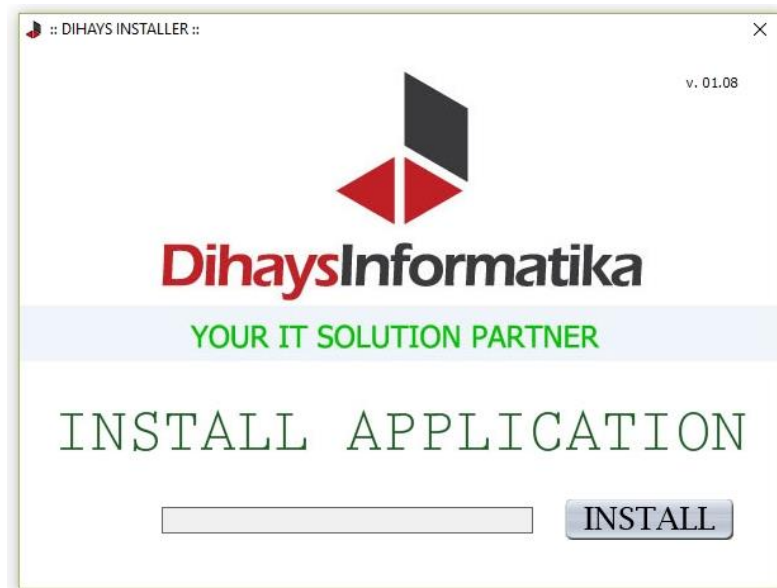 :: DIHAYS INSTALLER ::
v. 01.08
DihaysInformatika
YOUR IT SOLUTION PARTNER
INSTALL APPLICATION
INSTALL